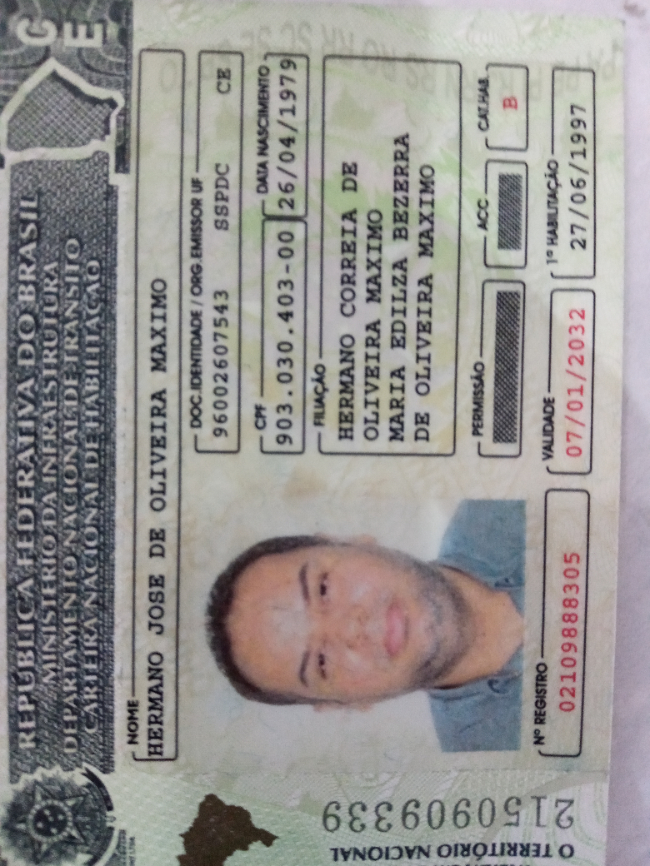 CE
REPÚBLICA FEDERATIVA DO BRASIL
MINISTÉRIO DA INFRAESTRUTURA
DEPARTAMENTO NACIONAL DE TRÂNSITO
CARTEIRA NACIONAL DE HABILITAÇÃO
NOME
HERMANO JOSE DE OLIVEIRA MAXIMO
DOC. IDENTIDADE / ORG. EMISSOR UF
96002607543 SSPDC CE
CPF DATA NASCIMENTO
903.030.403-00 26/04/1979
FILIAÇÃO
HERMANO CORREIA DE
OLIVEIRA MAXIMO
MARIA EDILZA BEZERRA
DE OLIVEIRA MAXIMO
PERMISSÃO ACC CAT.HAB.
B
Nº REGISTRO VALIDADE 1ª HABILITAÇÃO
02109888305 07/01/2032 27/06/1997
O TERRITÓRIO NACIONAL
2150909339